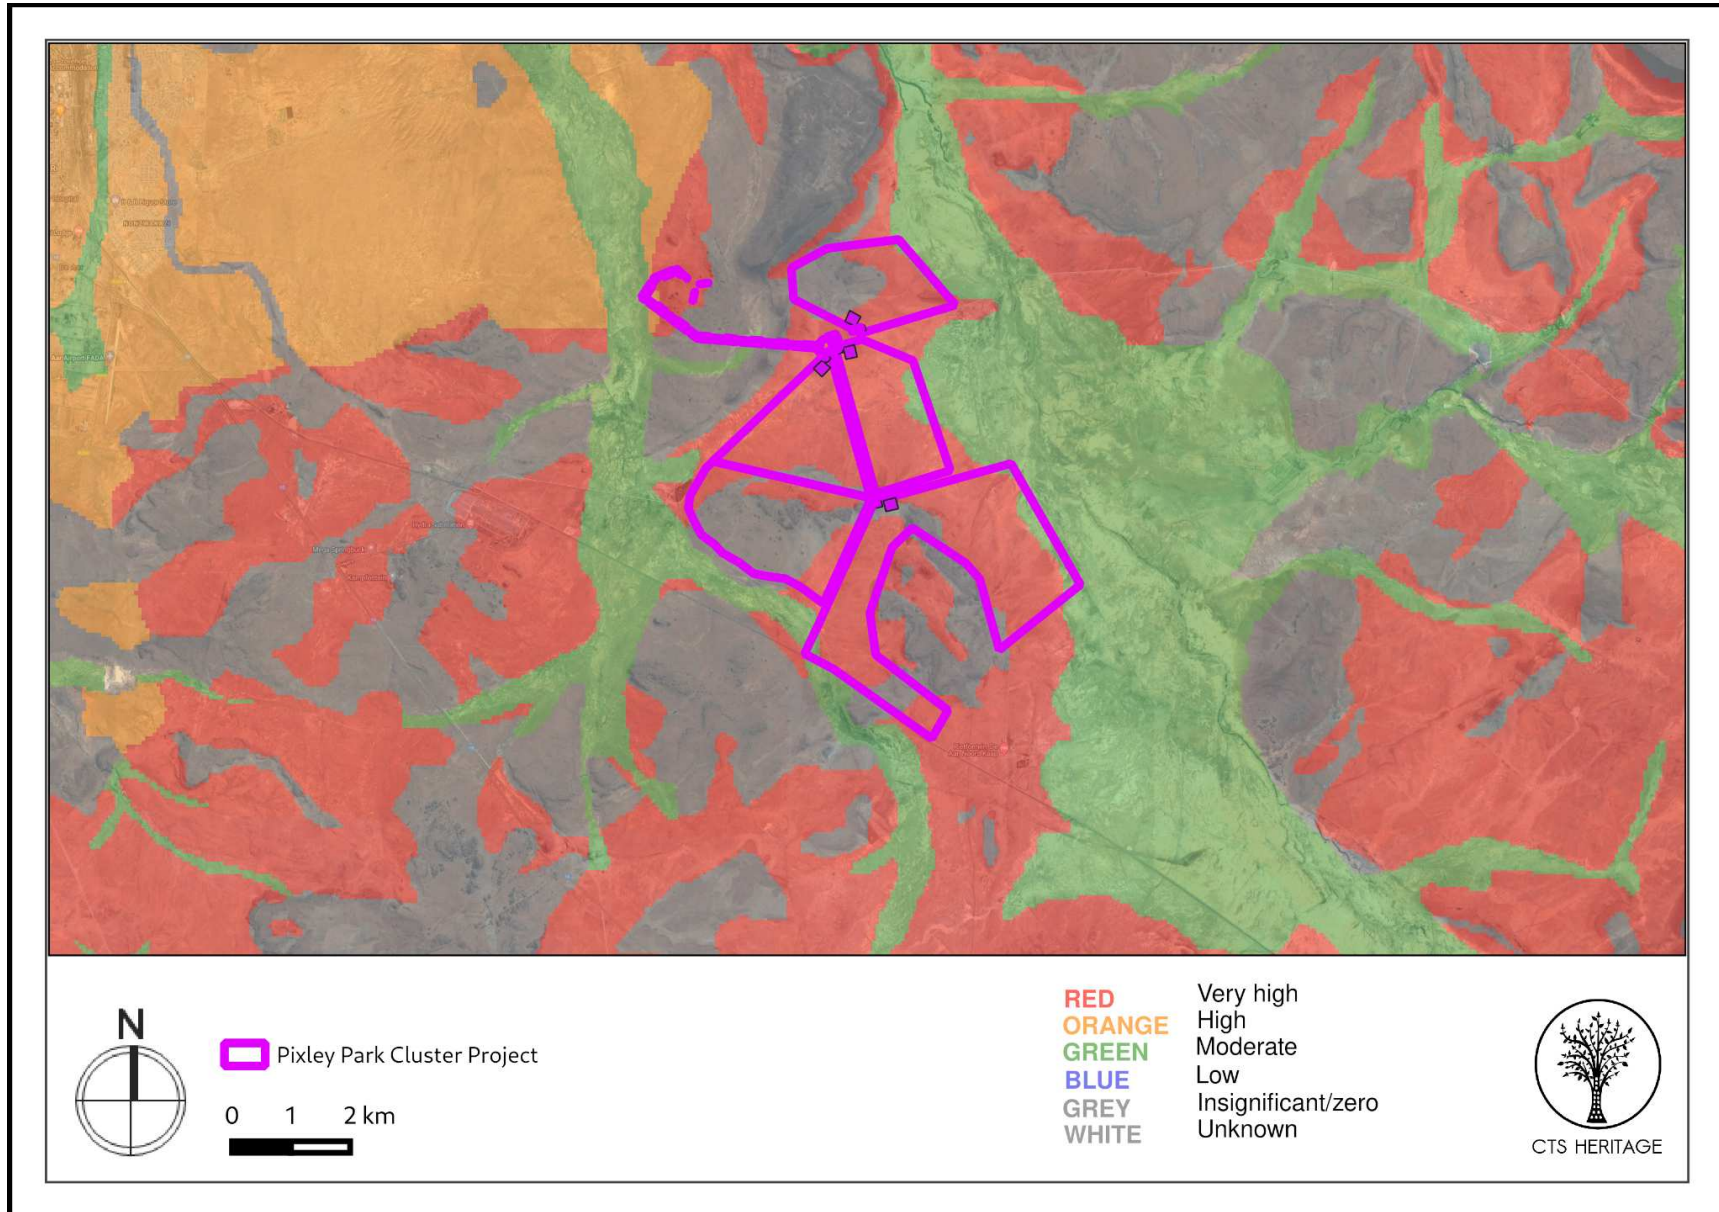 N
Pixley Park Cluster Project
0 1 2 km
RED Very high
ORANGE High
GREEN Moderate
BLUE Low
GREY Insignificant/zero
WHITE Unknown
CTS HERITAGE